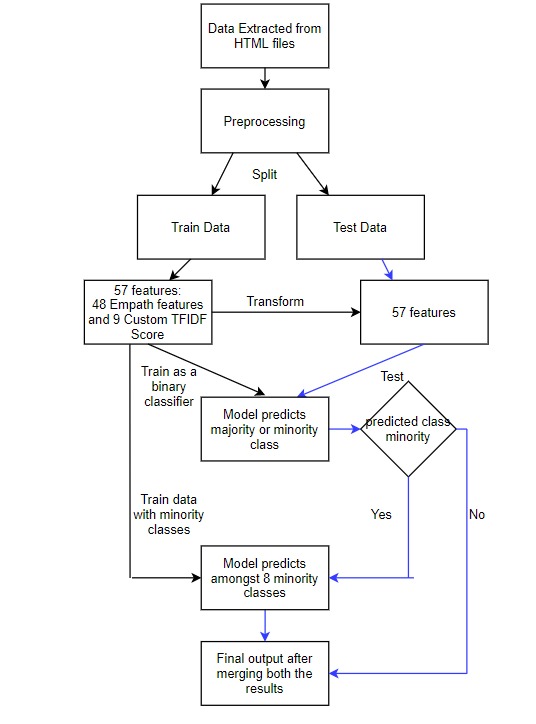 Data Extracted from
HTML files
Preprocessing
Split
Train Data
Test Data
57 features:
48 Empath features
and 9 Custom TFIDF
Score
Transform
57 features
Train as a
binary
classifier
Test
Model predicts
majority or minority
class
predicted class
minority
Train data
with minority
classes
Yes
No
Model predicts
amongst 8 minority
classes
Final output after
merging both the
results